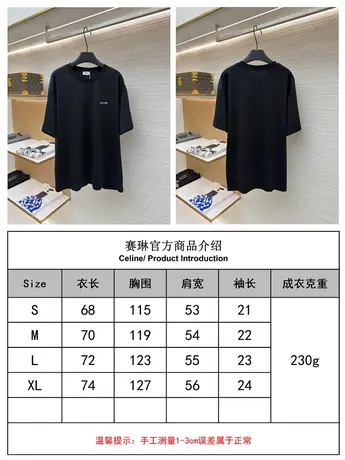 赛琳官方商品介绍
Celine/ Product Introduction
Size 衣长 胸围 肩宽 袖长 成衣克重
S 68 115 53 21
M 70 119 54 22
L 72 123 55 23
XL 74 127 56 24
230g
温馨提示：手工测量1-3cm误差属于正常